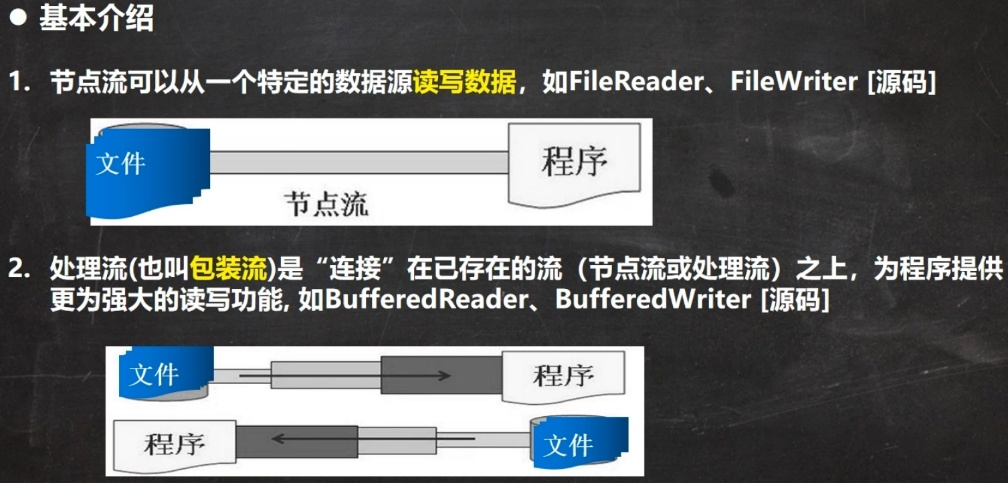 ● 基本介绍
1. 节点流可以从一个特定的数据源读写数据，如FileReader、FileWriter [源码]
文件
程序
节点流
2. 处理流(也叫包装流)是“连接”在已存在的流（节点流或处理流）之上，为程序提供
更为强大的读写功能, 如BufferedReader、BufferedWriter [源码]
文件
程序
程序
文件